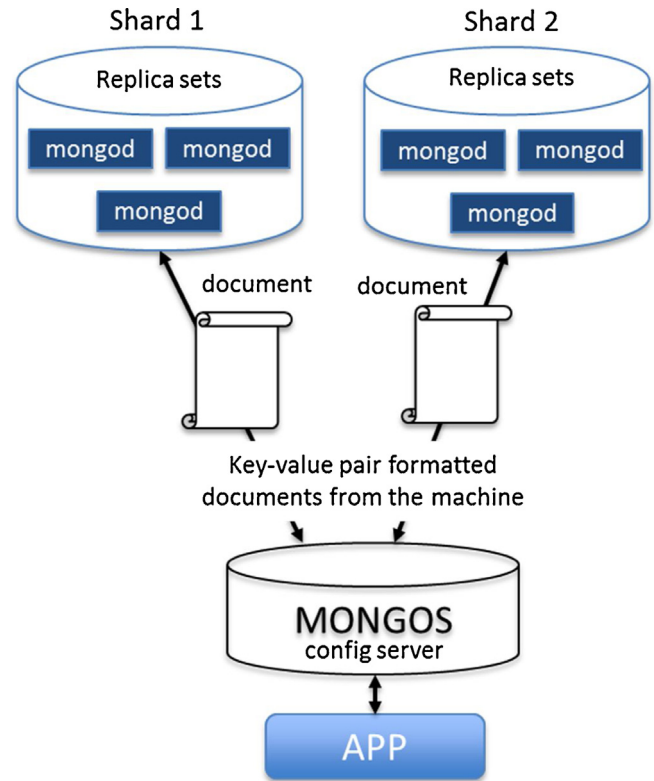 Shard 1
Shard 2
Replica sets
Replica sets
mongod
mongod
mongod
mongod
mongod
mongod
document
document
Key-value pair formatted
documents from the machine
MONGOS
config server
APP